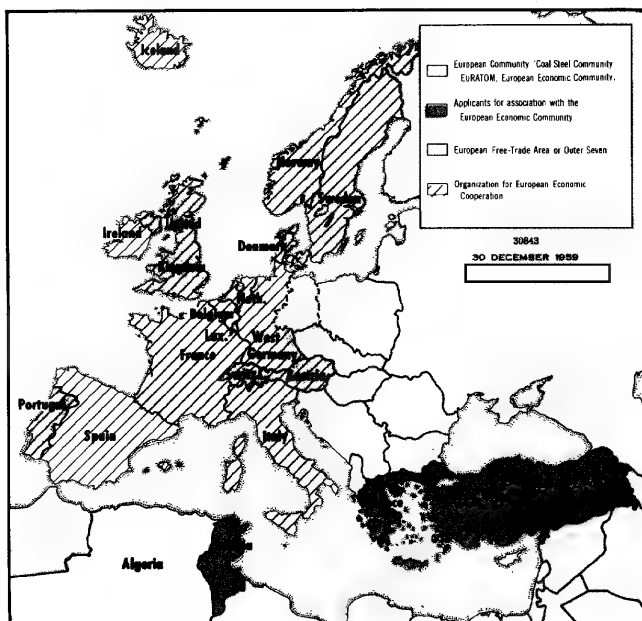 Iceland
European Community 'Coal Steel Community
EURATOM, European Economic Community.
Applicants for association with the
European Economic Community
European Free-Trade Area or Outer Seven
Organization for European Economic
Cooperation
30843
30 DECEMBER 1959
Norway
Sweden
Ireland
United
Kingdom
Denmark
Neth.
Belgium
Lux.
West
Germany
France
Austria
Portugal
Spain
Italy
Algeria